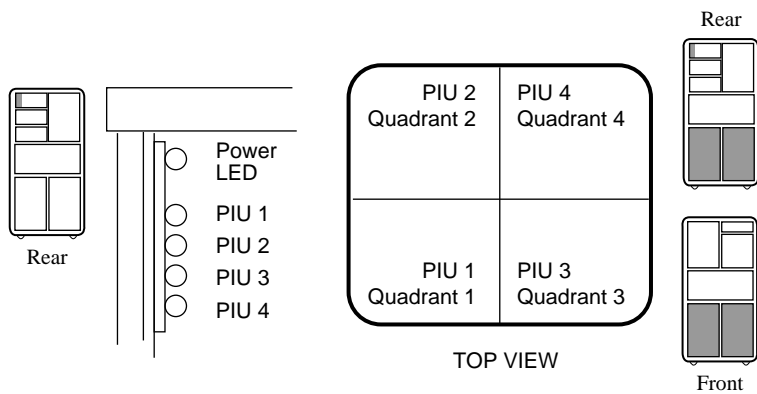 Rear
Power
LED
PIU 1
PIU 2
PIU 3
PIU 4
PIU 2
Quadrant 2
PIU 4
Quadrant 4
PIU 1
Quadrant 1
PIU 3
Quadrant 3
TOP VIEW
Rear
Front